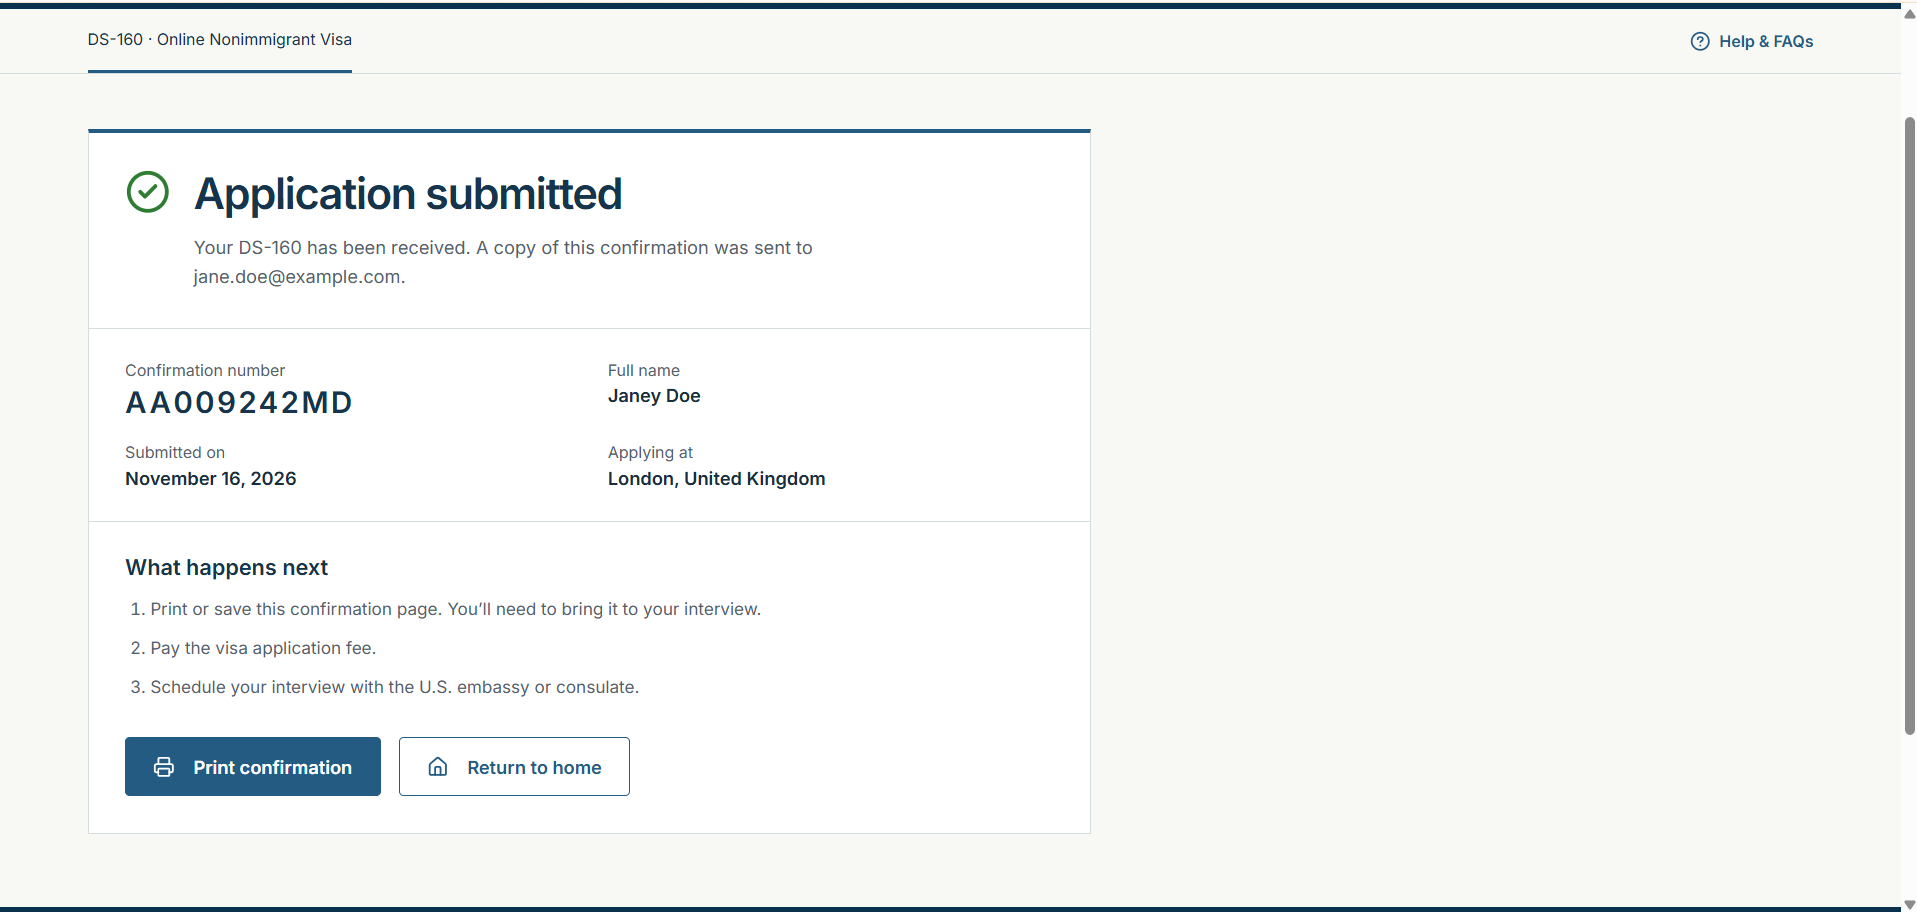 DS-160 · Online Nonimmigrant Visa
Help & FAQs
Application submitted
Your DS-160 has been received. A copy of this confirmation was sent to
jane.doe@example.com.
Confirmation number
AA009242MD
Full name
Janey Doe
Submitted on
November 16, 2026
Applying at
London, United Kingdom
What happens next
1. Print or save this confirmation page. You’ll need to bring it to your interview.
2. Pay the visa application fee.
3. Schedule your interview with the U.S. embassy or consulate.
Print confirmation
Return to home